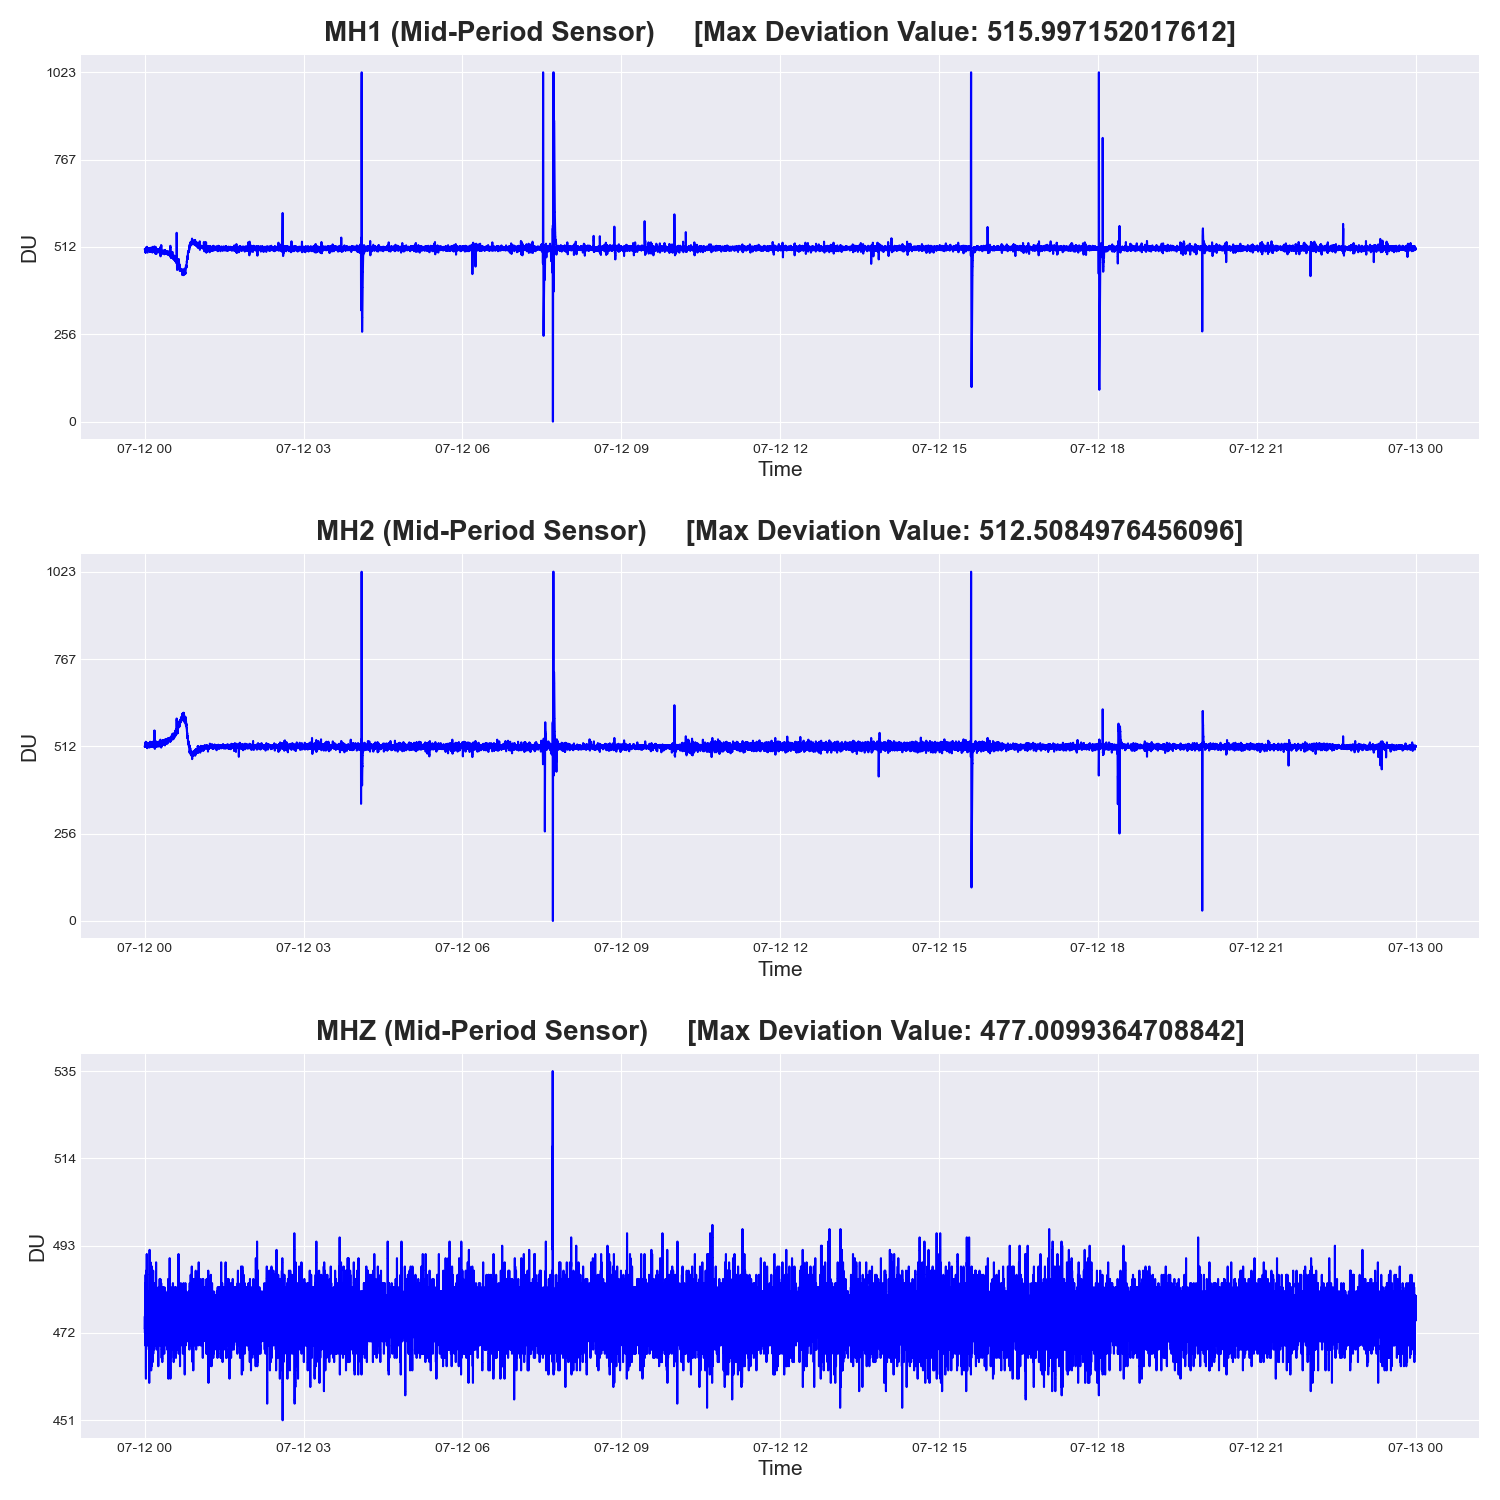 MH1 (Mid-Period Sensor) [Max Deviation Value: 515.997152017612]
1023
767
512
256
0
DU
07-12 00 07-12 03 07-12 06 07-12 09 07-12 12 07-12 15 07-12 18 07-12 21 07-13 00
Time
MH2 (Mid-Period Sensor) [Max Deviation Value: 512.5084976456096]
1023
767
512
256
0
DU
07-12 00 07-12 03 07-12 06 07-12 09 07-12 12 07-12 15 07-12 18 07-12 21 07-13 00
Time
MHZ (Mid-Period Sensor) [Max Deviation Value: 477.0099364708842]
535
514
493
472
451
DU
07-12 00 07-12 03 07-12 06 07-12 09 07-12 12 07-12 15 07-12 18 07-12 21 07-13 00
Time